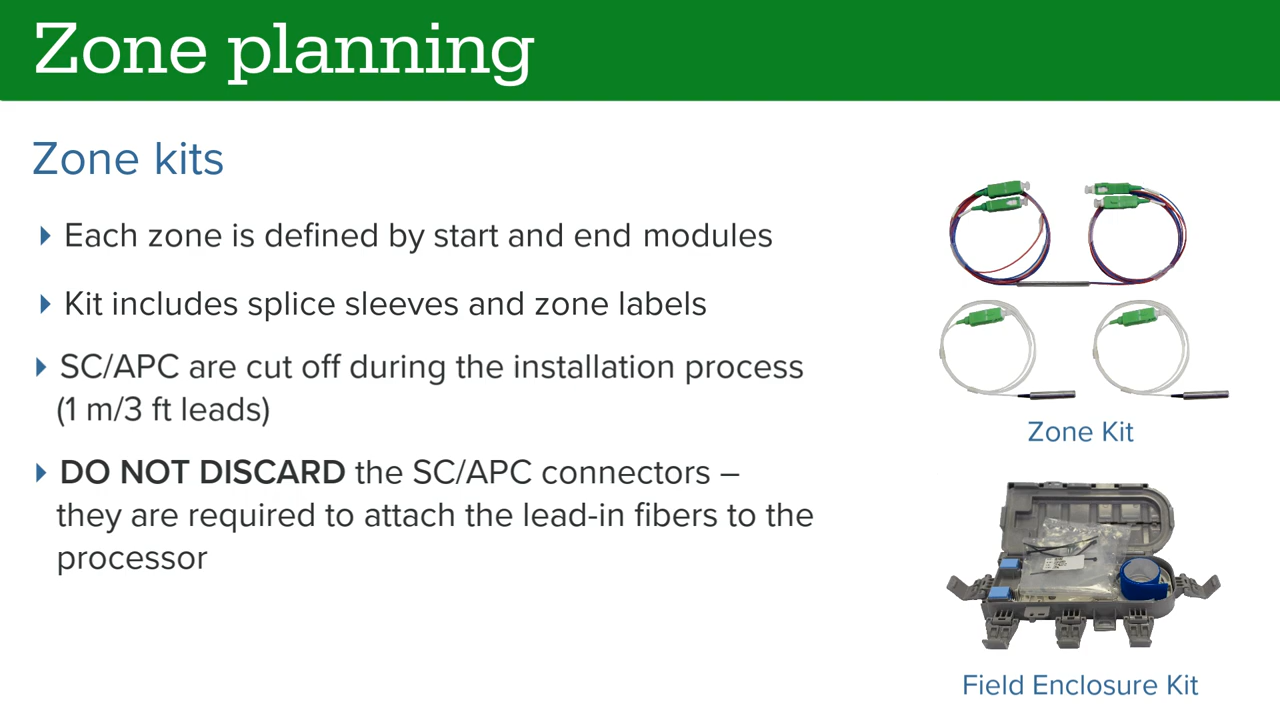 Zone planning
Zone kits
Each zone is defined by start and end modules
Kit includes splice sleeves and zone labels
SC/APC are cut off during the installation process
(1 m/3 ft leads)
DO NOT DISCARD the SC/APC connectors –
they are required to attach the lead-in fibers to the
processor
Zone Kit
Field Enclosure Kit